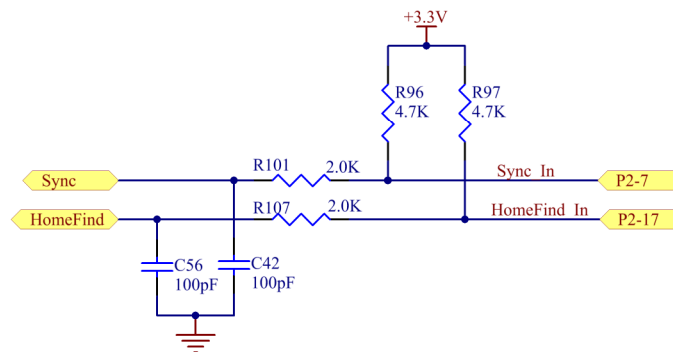 +3.3V
R96
4.7K
R97
4.7K
R101
2.0K
Sync
Sync_In
P2-7
HomeFind
R107
2.0K
HomeFind_In
P2-17
C56
100pF
C42
100pF